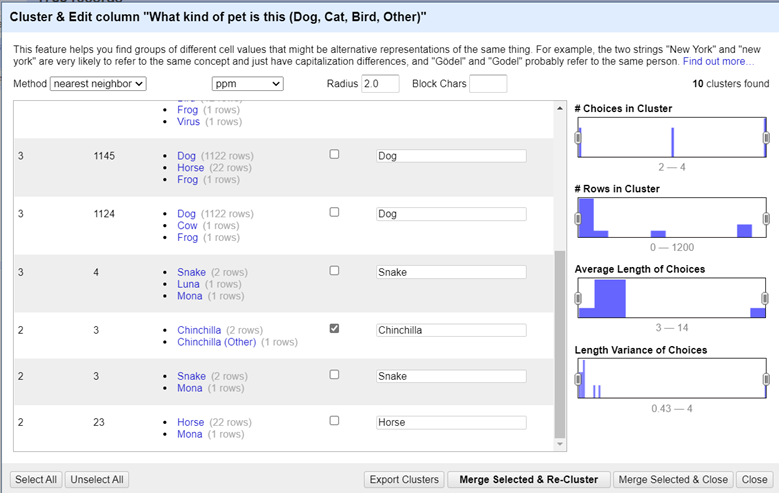 Cluster & Edit column "What kind of pet is this (Dog, Cat, Bird, Other)"
This feature helps you find groups of different cell values that might be alternative representations of the same thing. For example, the two strings "New York" and "new
york" are very likely to refer to the same concept and just have capitalization differences, and "Gödel" and "Godel" probably refer to the same person. Find out more…
Method nearest neighbor ppm Radius 2.0 Block Chars 10 clusters found
Frog (1 rows)
Virus (1 rows)
3 1145 Dog (1122 rows) Dog
Horse (22 rows)
Frog (1 rows)
3 1124 Dog (1122 rows) Dog
Cow (1 rows)
Frog (1 rows)
3 4 Snake (2 rows) Snake
Luna (1 rows)
Mona (1 rows)
2 3 Chinchilla (2 rows) Chinchilla
Chinchilla (Other) (1 rows)
2 3 Snake (2 rows) Snake
Mona (1 rows)
2 23 Horse (22 rows) Horse
Mona (1 rows)
# Choices in Cluster
2 — 4
# Rows in Cluster
0 — 1200
Average Length of Choices
3 — 14
Length Variance of Choices
0.43 — 4
Select All Unselect All Export Clusters Merge Selected & Re-Cluster Merge Selected & Close Close